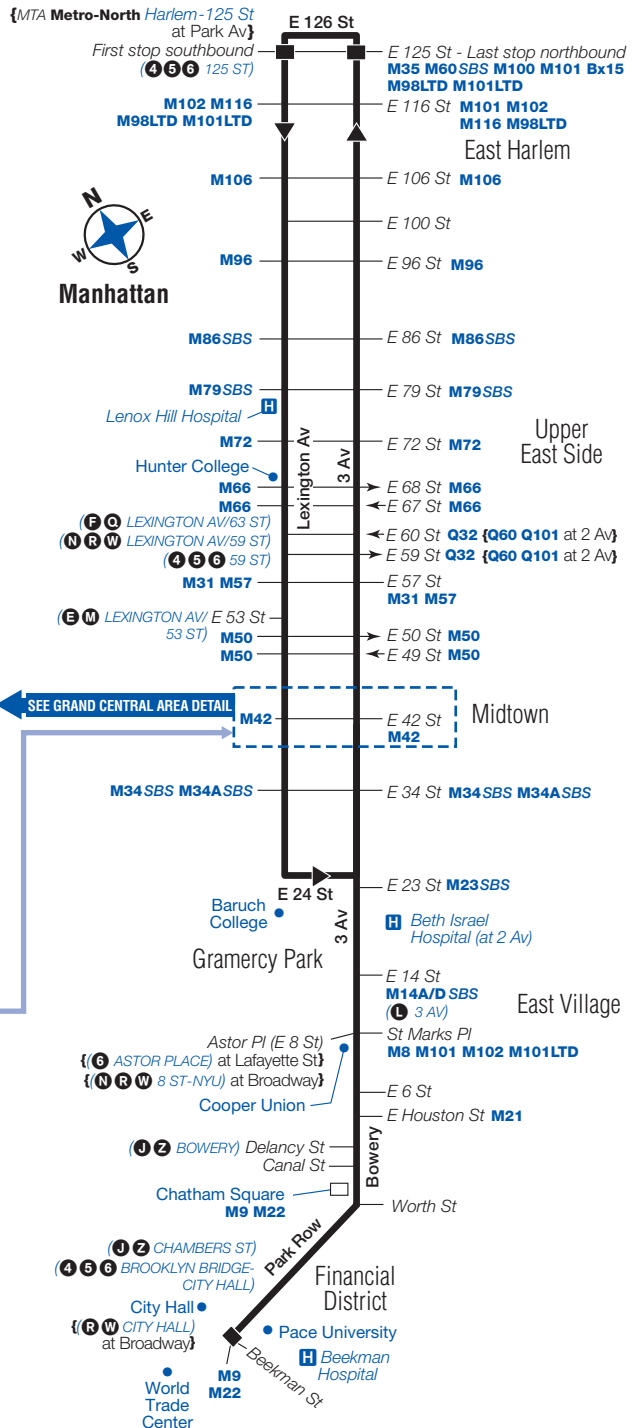 {MTA Metro-North Harlem-125 St
at Park Av}
E 126 St
First stop southbound
(4 5 6 125 ST)
E 125 St - Last stop northbound
M35 M60SBS M100 M101 Bx15
M98LTD M101LTD
M102 M116
M98LTD M101LTD
E 116 St M101 M102
M116 M98LTD
East Harlem
M106
E 106 St M106
N
E
S
W
Manhattan
E 100 St
M96
E 96 St M96
M86SBS
E 86 St M86SBS
M79SBS
E 79 St M79SBS
H
Lenox Hill Hospital
Lexington Av
3 Av
Upper
East Side
M72
E 72 St M72
Hunter College
M66
E 68 St M66
M66
E 67 St M66
(F Q LEXINGTON AV/63 ST)
(N R W LEXINGTON AV/59 ST)
(4 5 6 59 ST)
E 60 St Q32 {Q60 Q101 at 2 Av}
E 59 St Q32 {Q60 Q101 at 2 Av}
M31 M57
E 57 St
M31 M57
(E M LEXINGTON AV/
53 ST)
E 53 St
M50
E 50 St M50
M50
E 49 St M50
SEE GRAND CENTRAL AREA DETAIL
M42
E 42 St
M42
Midtown
M34SBS M34ASBS
E 34 St M34SBS M34ASBS
E 24 St
E 23 St M23SBS
Baruch
College
3 Av
H Beth Israel
Hospital (at 2 Av)
Gramercy Park
E 14 St
M14A/D SBS
(L 3 AV)
East Village
Astor Pl (E 8 St)
{(6 ASTOR PLACE) at Lafayette St}
{(N R W 8 ST-NYU) at Broadway}
St Marks Pl
M8 M101 M102 M101LTD
Cooper Union
E 6 St
E Houston St M21
Bowery
(J Z BOWERY) Delancy St
Canal St
Chatham Square
M9 M22
Worth St
Park Row
(J Z CHAMBERS ST)
(4 5 6 BROOKLYN BRIDGE-
CITY HALL)
Financial
District
City Hall
{(R W CITY HALL)
at Broadway}
Pace University
H Beekman
Hospital
Beekman St
M9
M22
World
Trade
Center